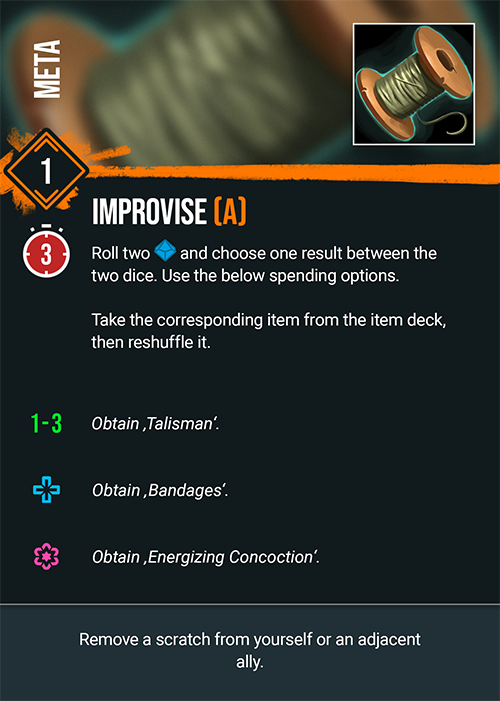 META
1
IMPROVISE (A)
3
Roll two and choose one result between the
two dice. Use the below spending options.
Take the corresponding item from the item deck,
then reshuffle it.
1-3
Obtain ‚Talisman‘.
Obtain ‚Bandages‘.
Obtain ‚Energizing Concoction‘.
Remove a scratch from yourself or an adjacent
ally.